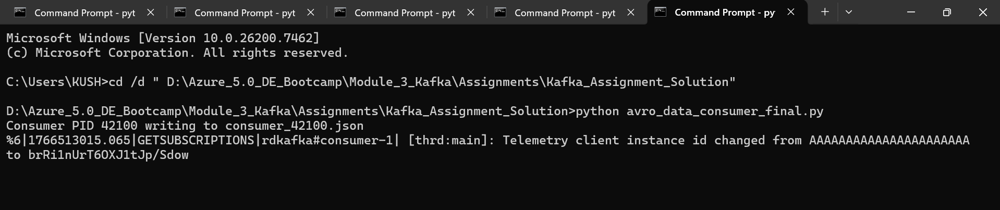 Command Prompt - pyt
Command Prompt - pyt
Command Prompt - pyt
Command Prompt - pyt
Command Prompt - py
Microsoft Windows [Version 10.0.26200.7462]
(c) Microsoft Corporation. All rights reserved.
C:\Users\KUSH>cd /d " D:\Azure_5.0_DE_Bootcamp\Module_3_Kafka\Assignments\Kafka_Assignment_Solution"
D:\Azure_5.0_DE_Bootcamp\Module_3_Kafka\Assignments\Kafka_Assignment_Solution>python avro_data_consumer_final.py
Consumer PID 42100 writing to consumer_42100.json
%6|1766513015.065|GETSUBSCRIPTIONS|rdkafka#consumer-1| [thrd:main]: Telemetry client instance id changed from AAAAAAAAAAAAAAAAAAAAAA
to brRi1nUrT6OXJ1tJp/Sdow